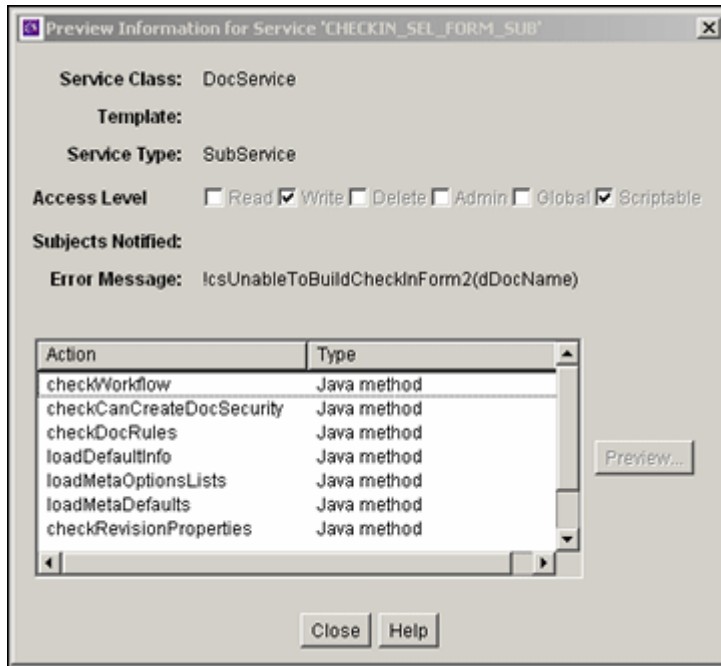 Preview Information for Service 'CHECKIN_SEL_FORM_SUB'
Service Class: DocService
Template:
Service Type: SubService
Access Level Read Write Delete Admin Global Scriptable
Subjects Notified:
Error Message: !csUnableToBuildCheckInForm2(dDocName)
Action Type
checkWorkflow Java method
checkCanCreateDocSecurity Java method
checkDocRules Java method
loadDefaultInfo Java method
loadMetaOptionsLists Java method
loadMetaDefaults Java method
checkRevisionProperties Java method
Preview...
Close Help